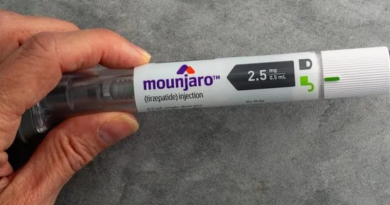 mounjaro™
(tirzepatide) injection
2.5 mg
0.5 mL